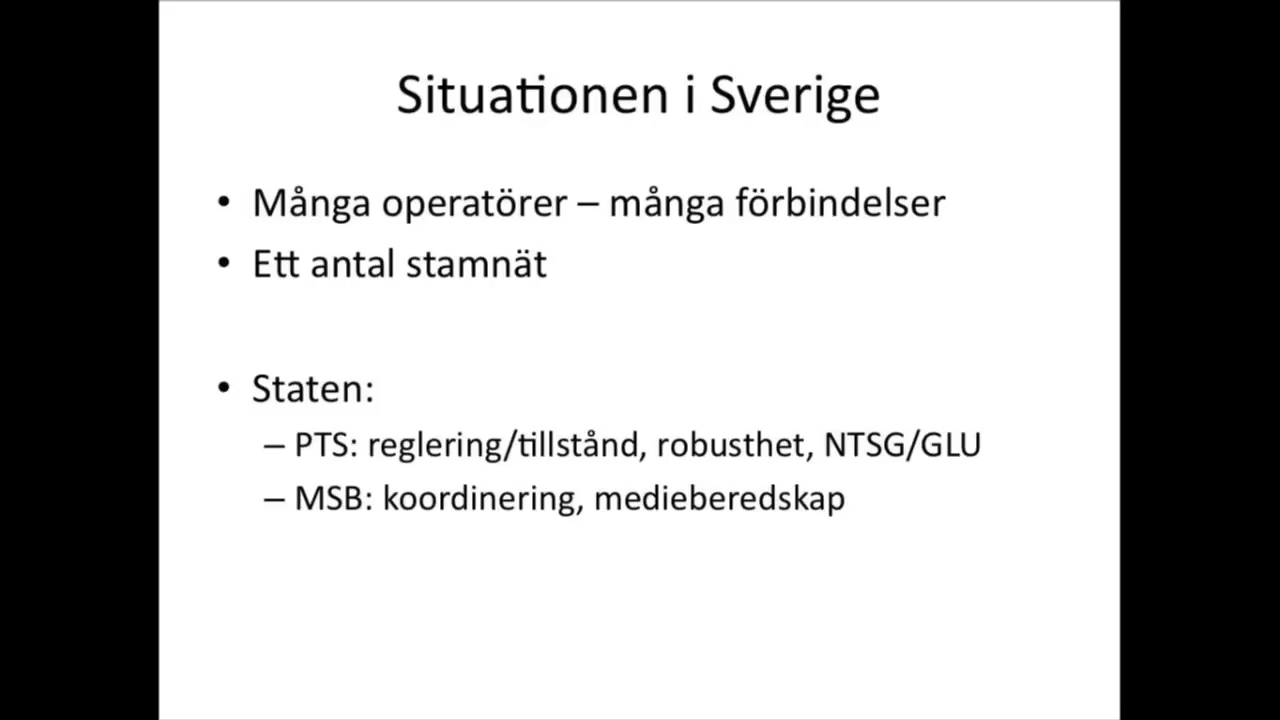 Situationen i Sverige
• Många operatörer – många förbindelser
• Ett antal stamnät
• Staten:
– PTS: reglering/tillstånd, robusthet, NTSG/GLU
– MSB: koordinering, medieberedskap